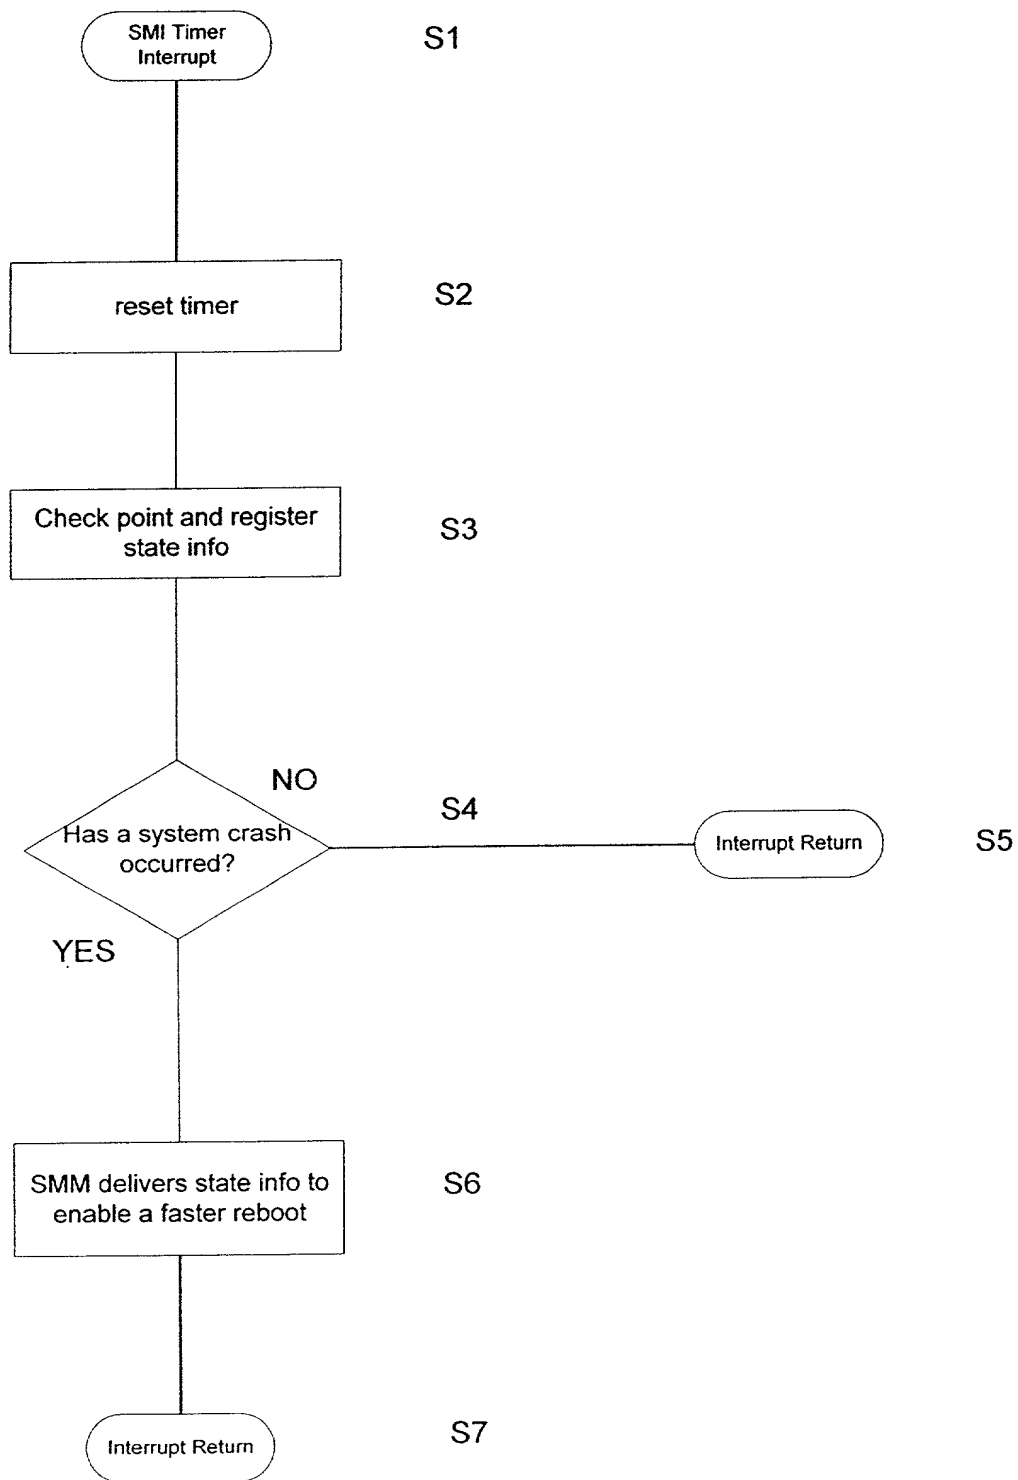 SMI Timer
Interrupt
S1
reset timer
S2
Check point and register
state info
S3
NO
Has a system crash
occurred?
S4
Interrupt Return
S5
YES
SMM delivers state info to
enable a faster reboot
S6
Interrupt Return
S7